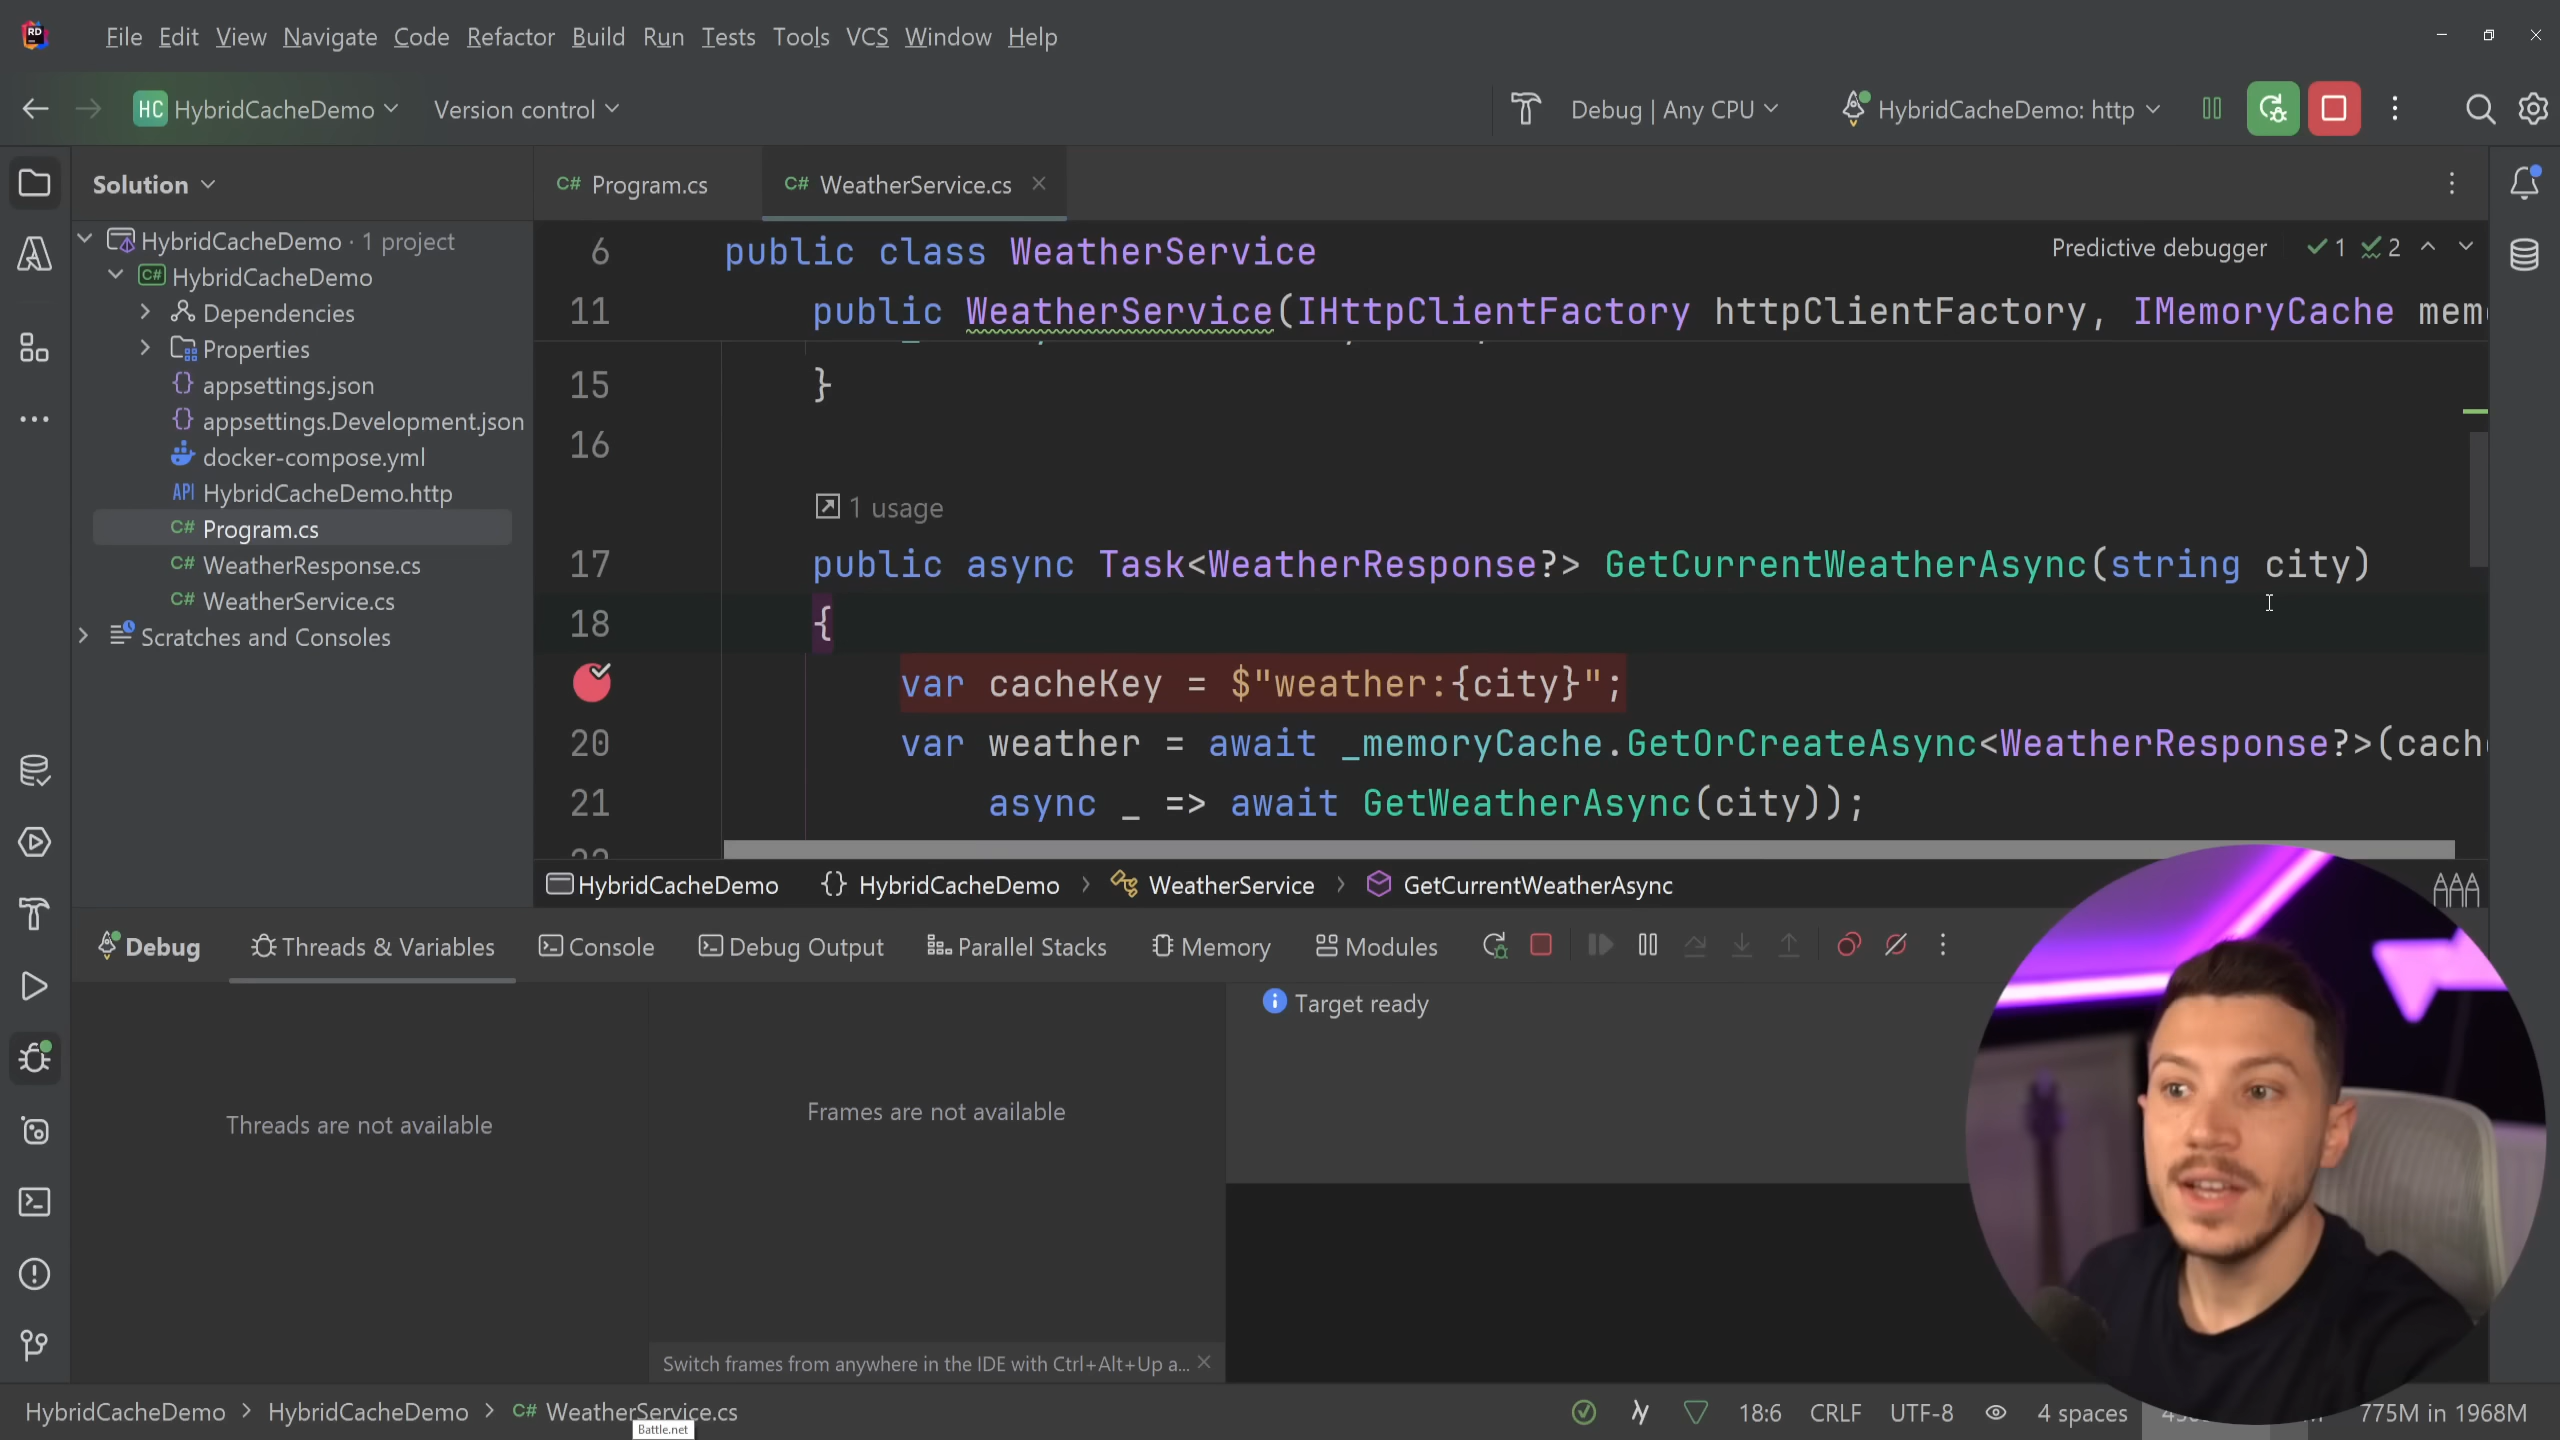 RD
File Edit View Navigate Code Refactor Build Run Tests Tools VCS Window Help
HC HybridCacheDemo
Version control
Debug | Any CPU
HybridCacheDemo: http
Solution
HybridCacheDemo · 1 project
C# HybridCacheDemo
Dependencies
Properties
{} appsettings.json
{} appsettings.Development.json
docker-compose.yml
API HybridCacheDemo.http
C# Program.cs
C# WeatherResponse.cs
C# WeatherService.cs
Scratches and Consoles
C# Program.cs
C# WeatherService.cs
Predictive debugger 1 2
6 public class WeatherService
11 public WeatherService(IHttpClientFactory httpClientFactory, IMemoryCache mem
15 }
16
1 usage
17 public async Task<WeatherResponse?> GetCurrentWeatherAsync(string city)
18 {
var cacheKey = $"weather:{city}";
20 var weather = await _memoryCache.GetOrCreateAsync<WeatherResponse?>(cach
21 async _ => await GetWeatherAsync(city));
HybridCacheDemo {} HybridCacheDemo > WeatherService > GetCurrentWeatherAsync
Debug
Threads & Variables
Console
Debug Output
Parallel Stacks
Memory
Modules
Threads are not available
Frames are not available
Target ready
Switch frames from anywhere in the IDE with Ctrl+Alt+Up a...
HybridCacheDemo > HybridCacheDemo > C# WeatherService.cs
Battle.net
18:6 CRLF UTF-8 4 spaces
775M in 1968M